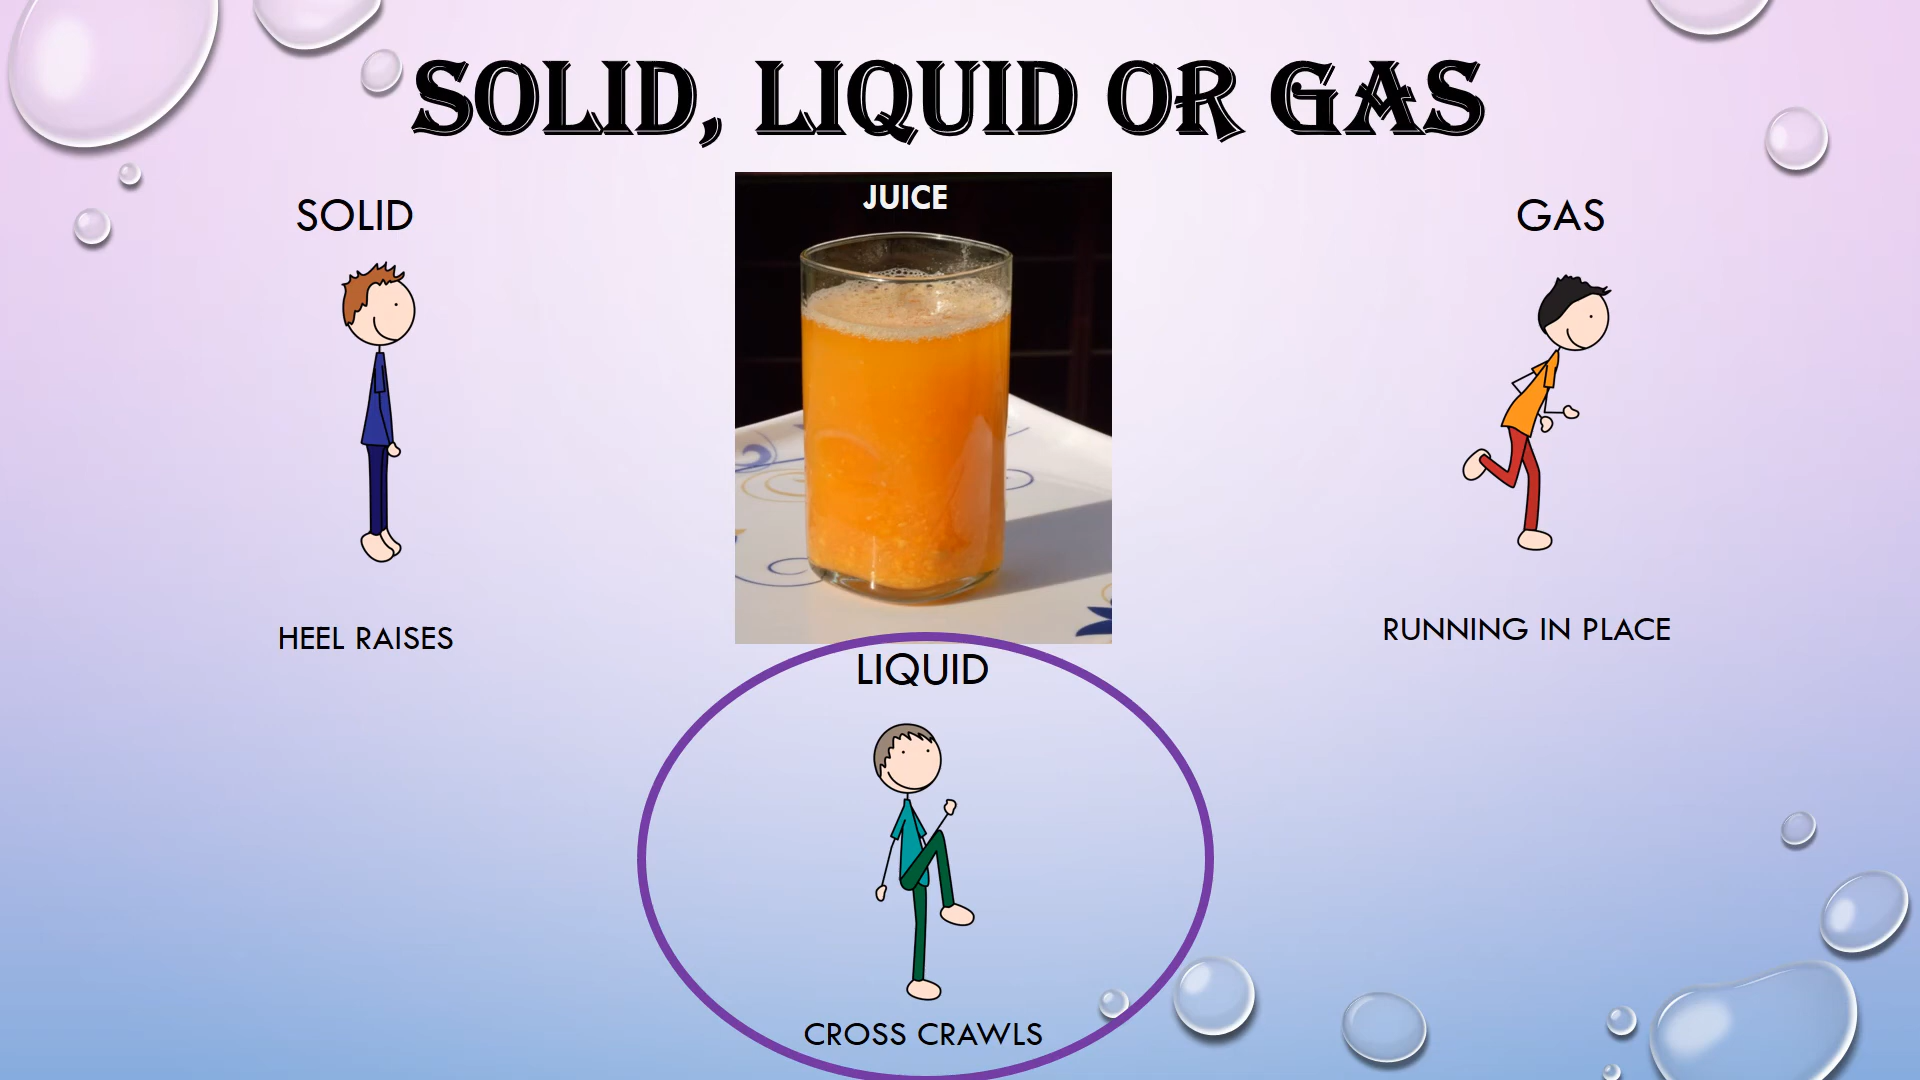 SOLID, LIQUID OR GAS
SOLID
JUICE
GAS
HEEL RAISES
RUNNING IN PLACE
LIQUID
CROSS CRAWLS